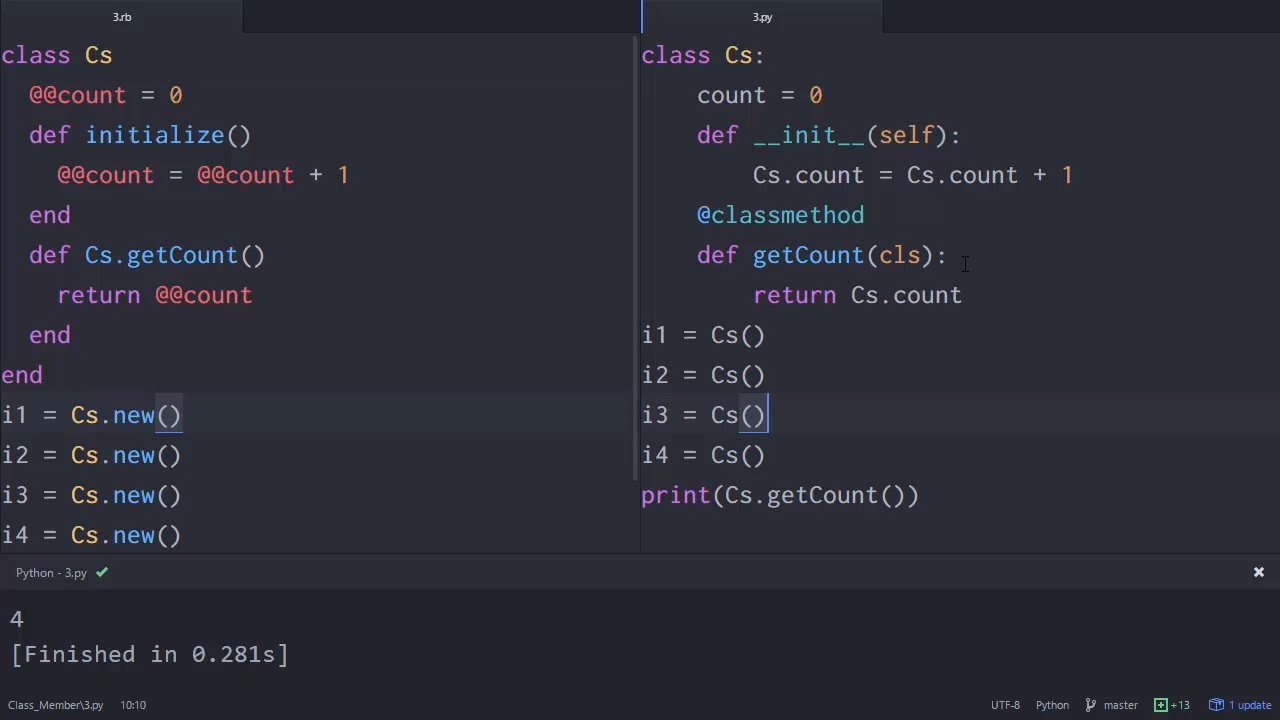 3.rb
class Cs
  @@count = 0
  def initialize()
    @@count = @@count + 1
  end
  def Cs.getCount()
    return @@count
  end
end
i1 = Cs.new()
i2 = Cs.new()
i3 = Cs.new()
i4 = Cs.new()
3.py
class Cs:
    count = 0
    def __init__(self):
        Cs.count = Cs.count + 1
    @classmethod
    def getCount(cls):
        return Cs.count
i1 = Cs()
i2 = Cs()
i3 = Cs()
i4 = Cs()
print(Cs.getCount())
Python - 3.py
4
[Finished in 0.281s]
Class_Member\3.py 10:10 UTF-8 Python master +13 1 update